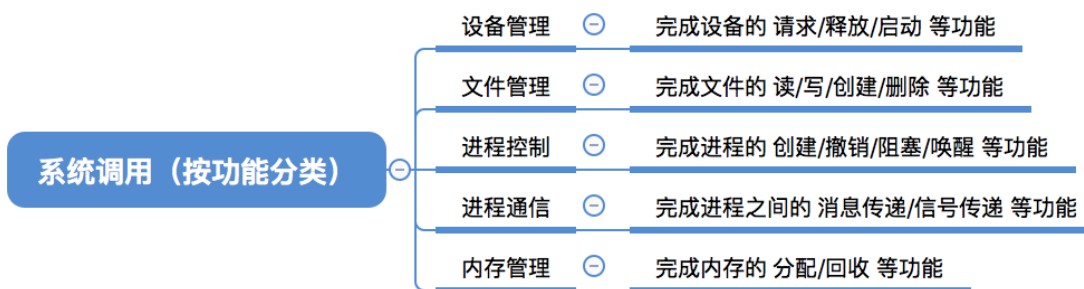 设备管理 完成设备的 请求/释放/启动 等功能
文件管理 完成文件的 读/写/创建/删除 等功能
系统调用（按功能分类）
进程控制 完成进程的 创建/撤销/阻塞/唤醒 等功能
进程通信 完成进程之间的 消息传递/信号传递 等功能
内存管理 完成内存的 分配/回收 等功能